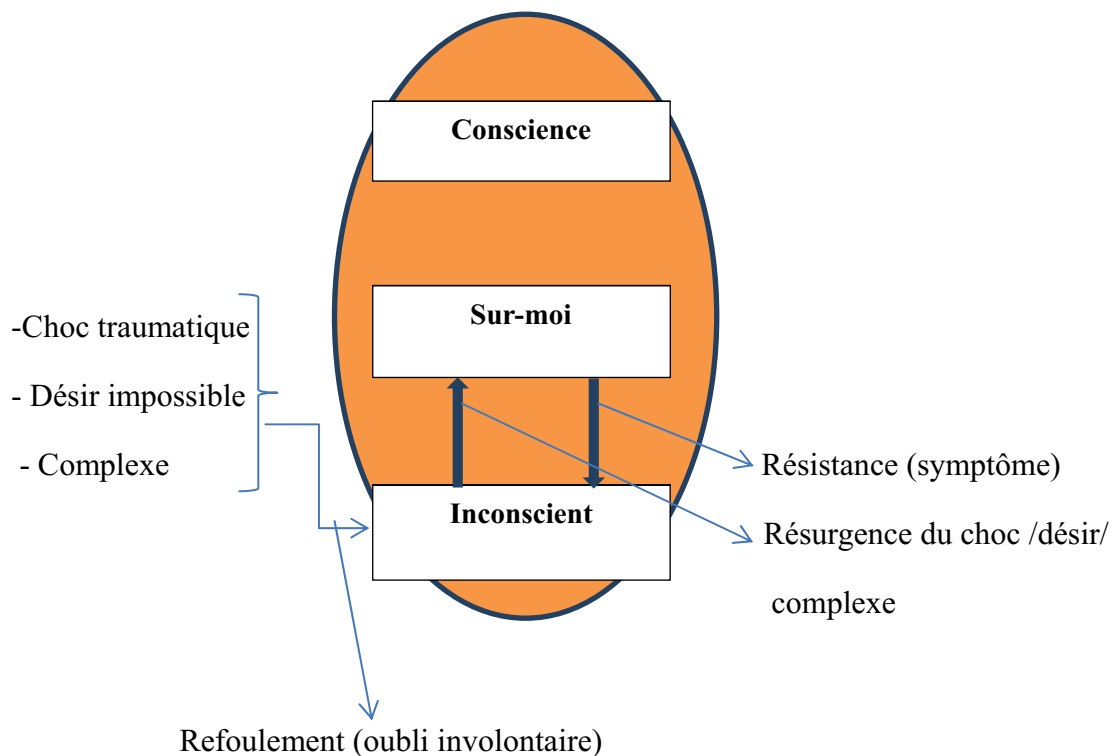 Conscience
Sur-moi
-Choc traumatique
- Désir impossible
- Complexe
Inconscient
Résistance (symptôme)
Résurgence du choc /désir/
complexe
Refoulement (oubli involontaire)